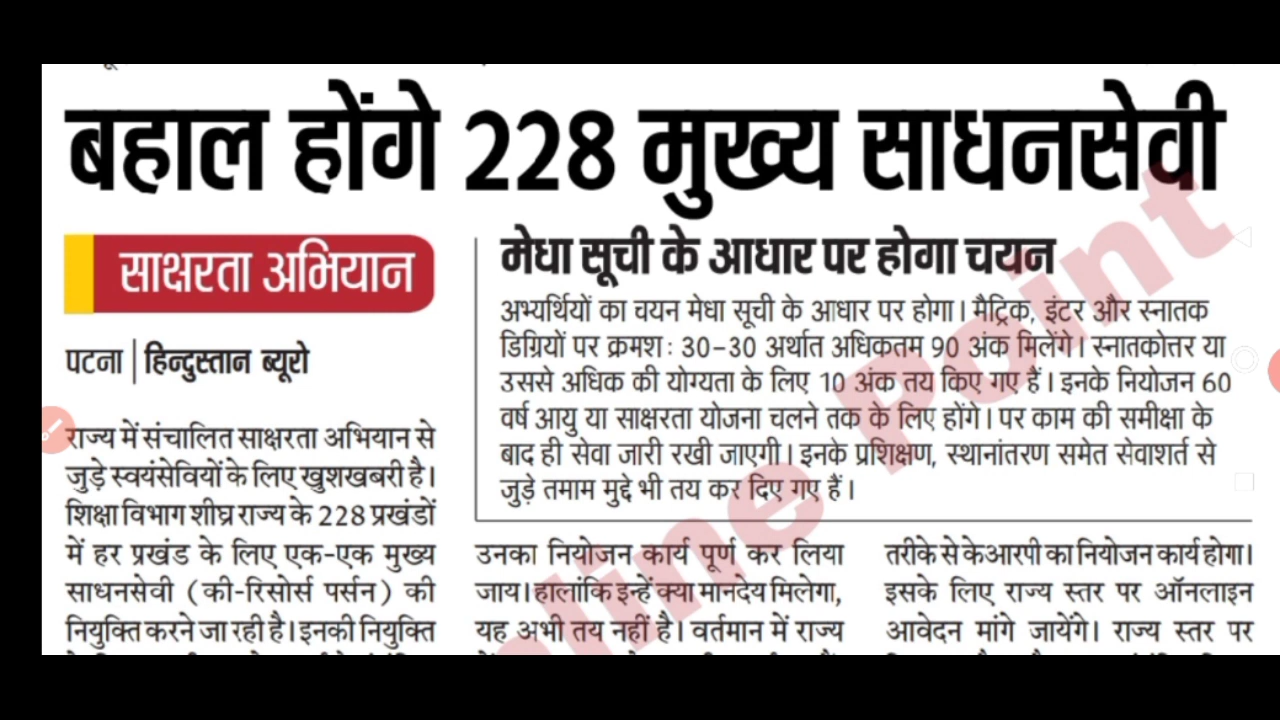 बहाल होंगे 228 मुख्य साधनसेवी
साक्षरता अभियान
पटना | हिन्दुस्तान ब्यूरो
राज्य में संचालित साक्षरता अभियान से
जुड़े स्वयंसेवियों के लिए खुशखबरी है।
शिक्षा विभाग शीघ्र राज्य के 228 प्रखंडों
में हर प्रखंड के लिए एक-एक मुख्य
साधनसेवी (की-रिसोर्स पर्सन) की
नियुक्ति करने जा रही है। इनकी नियुक्ति
मेधा सूची के आधार पर होगा चयन
अभ्यर्थियों का चयन मेधा सूची के आधार पर होगा। मैट्रिक, इंटर और स्नातक
डिग्रियों पर क्रमश: 30-30 अर्थात अधिकतम 90 अंक मिलेंगे। स्नातकोत्तर या
उससे अधिक की योग्यता के लिए 10 अंक तय किए गए हैं। इनके नियोजन 60
वर्ष आयु या साक्षरता योजना चलने तक के लिए होंगे। पर काम की समीक्षा के
बाद ही सेवा जारी रखी जाएगी। इनके प्रशिक्षण, स्थानांतरण समेत सेवाशर्त से
जुड़े तमाम मुद्दे भी तय कर दिए गए हैं।
उनका नियोजन कार्य पूर्ण कर लिया
जाय। हालांकि इन्हें क्या मानदेय मिलेगा,
यह अभी तय नहीं है। वर्तमान में राज्य
तरीके से केआरपी का नियोजन कार्य होगा।
इसके लिए राज्य स्तर पर ऑनलाइन
आवेदन मांगे जायेंगे। राज्य स्तर पर
line Point